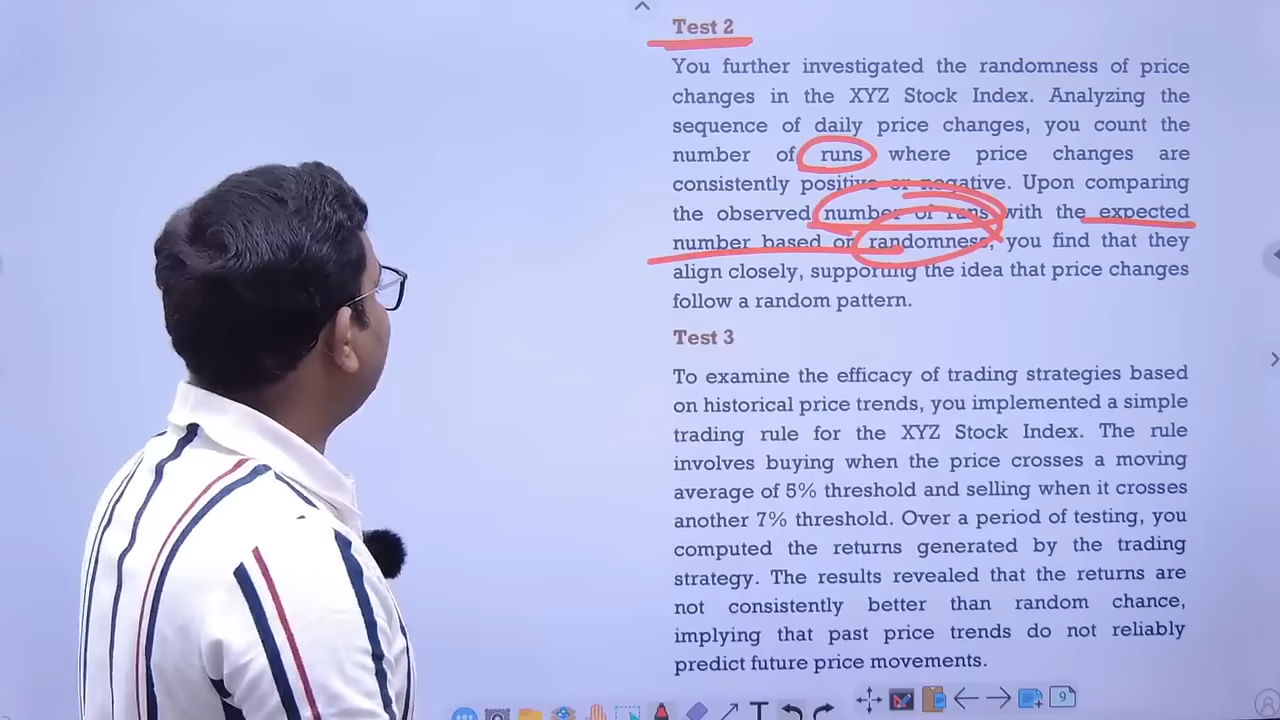 Test 2
You further investigated the randomness of price
changes in the XYZ Stock Index. Analyzing the
sequence of daily price changes, you count the
number of runs where price changes are
consistently positive or negative. Upon comparing
the observed number of runs with the expected
number based on randomness, you find that they
align closely, supporting the idea that price changes
follow a random pattern.
Test 3
To examine the efficacy of trading strategies based
on historical price trends, you implemented a simple
trading rule for the XYZ Stock Index. The rule
involves buying when the price crosses a moving
average of 5% threshold and selling when it crosses
another 7% threshold. Over a period of testing, you
computed the returns generated by the trading
strategy. The results revealed that the returns are
not consistently better than random chance,
implying that past price trends do not reliably
predict future price movements.
T
9